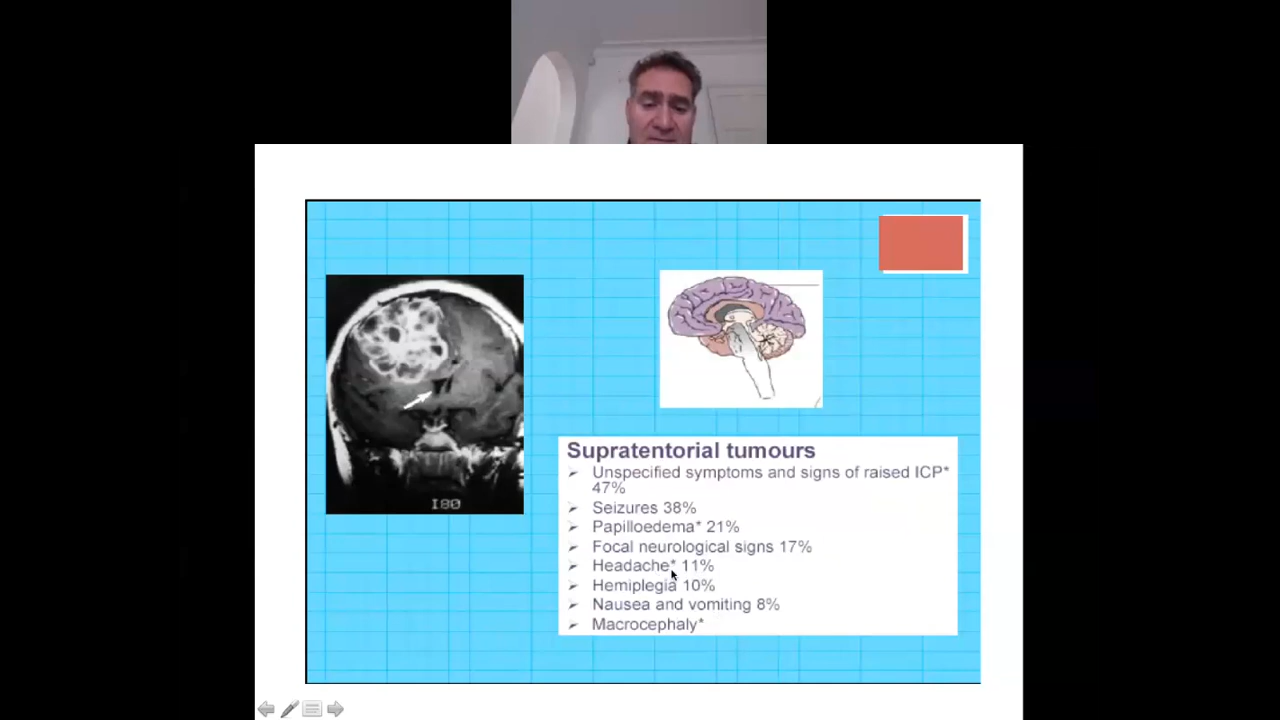 I80
Supratentorial tumours
Unspecified symptoms and signs of raised ICP*
47%
Seizures 38%
Papilloedema* 21%
Focal neurological signs 17%
Headache* 11%
Hemiplegia 10%
Nausea and vomiting 8%
Macrocephaly*